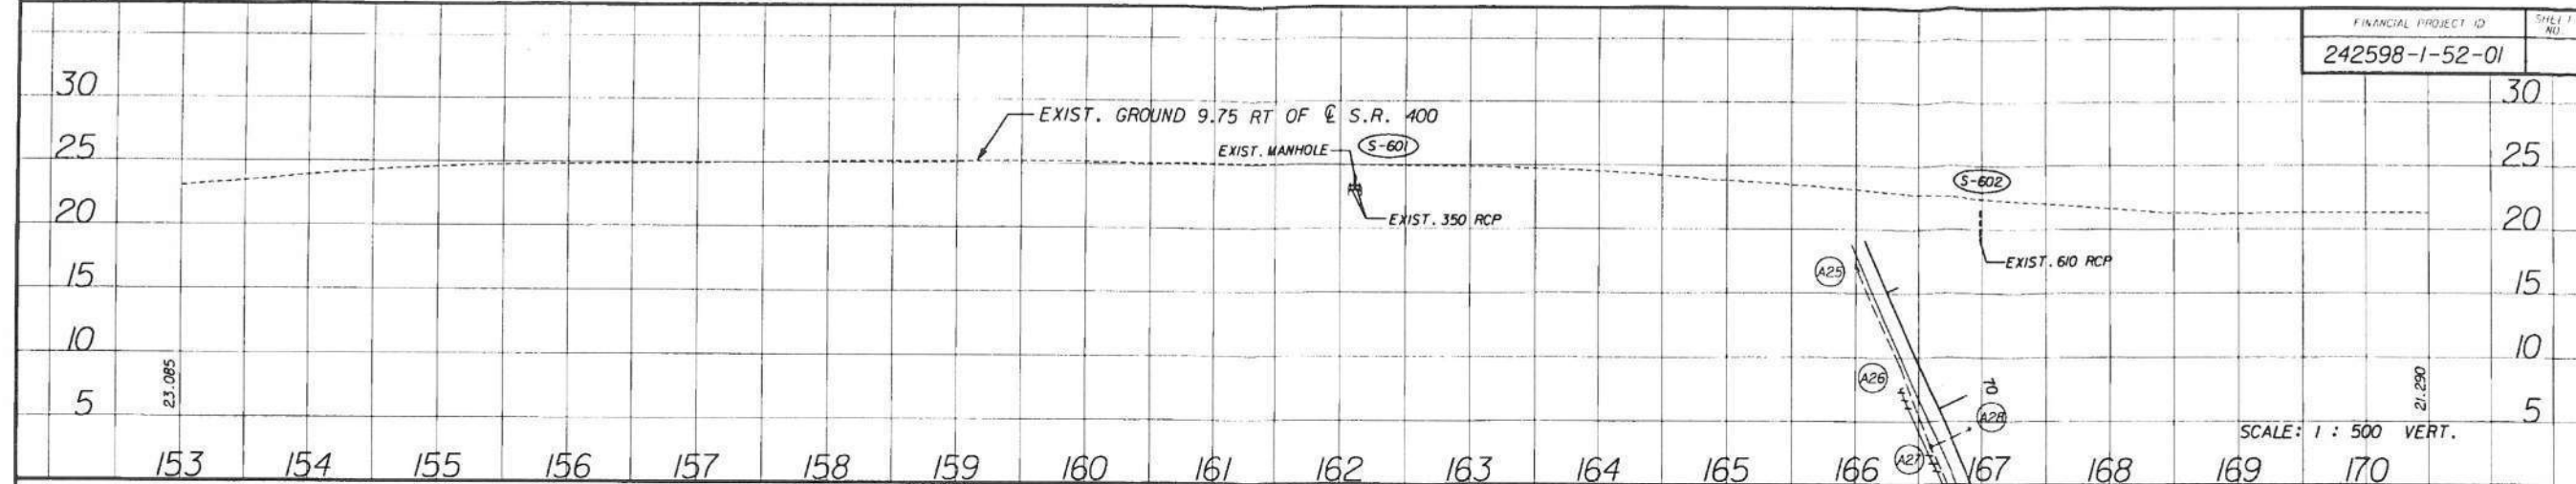 FINANCIAL PROJECT ID
SHEET NO.
242598-1-52-01
30
30
EXIST. GROUND 9.75 RT OF ℄ S.R. 400
25
EXIST. MANHOLE
S-601
25
S-602
20
EXIST. 350 RCP
20
15
A25
EXIST. 610 RCP
15
10
10
23.085
A26
70
21.290
5
A28
5
SCALE: 1 : 500 VERT.
A27
153 154 155 156 157 158 159 160 161 162 163 164 165 166 167 168 169 170